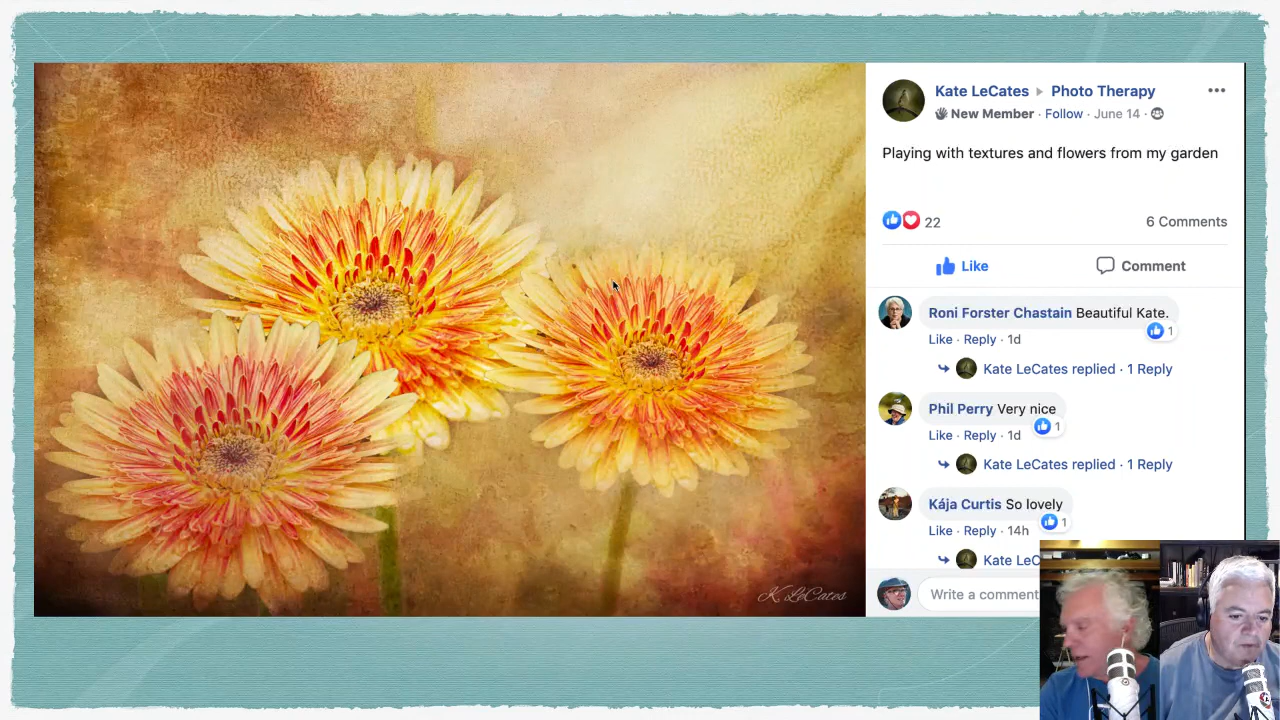 Kate LeCates ▸ Photo Therapy
New Member · Follow · June 14 ·
Playing with textures and flowers from my garden
22
6 Comments
Like
Comment
Roni Forster Chastain Beautiful Kate.
1
Like · Reply · 1d
Kate LeCates replied · 1 Reply
Phil Perry Very nice
1
Like · Reply · 1d
Kate LeCates replied · 1 Reply
Kája Curtis So lovely
1
Like · Reply · 14h
Kate LeC
Write a comment
K LeCates